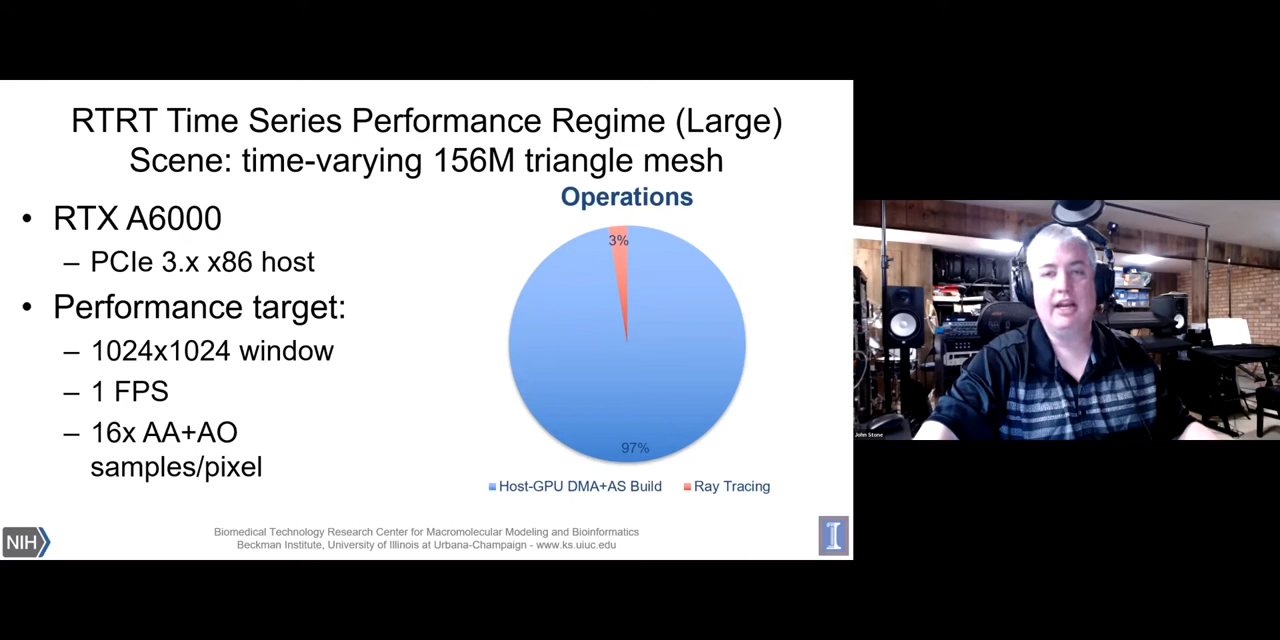 RTRT Time Series Performance Regime (Large)
Scene: time-varying 156M triangle mesh
• RTX A6000
– PCIe 3.x x86 host
• Performance target:
– 1024x1024 window
– 1 FPS
– 16x AA+AO
samples/pixel
Operations
3%
97%
Host-GPU DMA+AS Build
Ray Tracing
NIH
Biomedical Technology Research Center for Macromolecular Modeling and Bioinformatics
Beckman Institute, University of Illinois at Urbana-Champaign - www.ks.uiuc.edu
I
John Stone